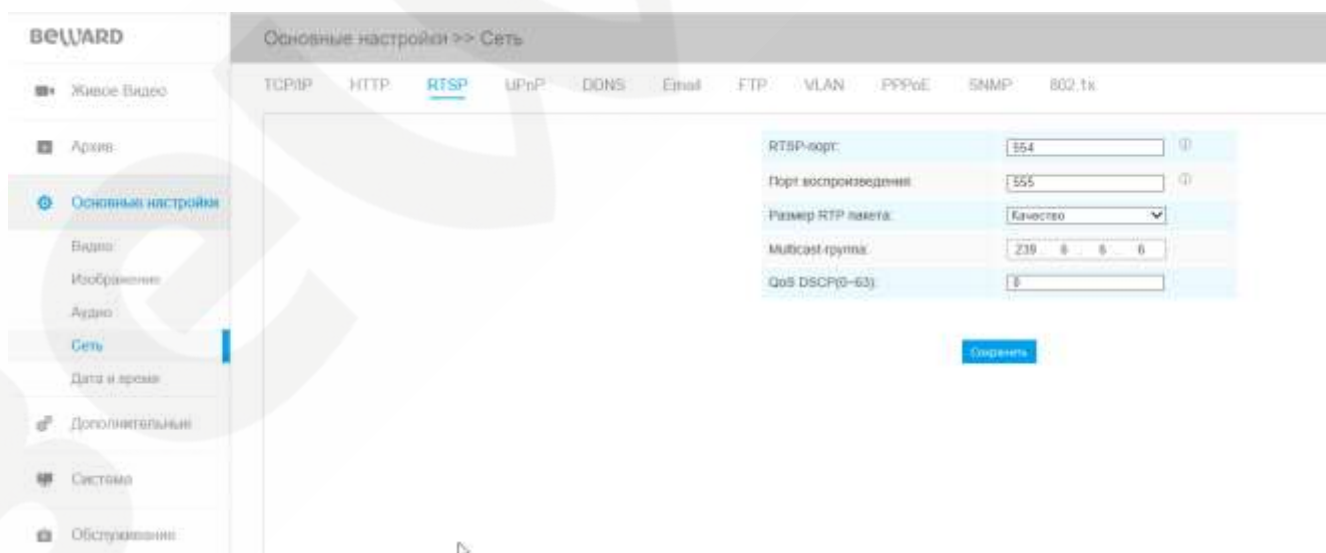 BEWARD
Основные настройки >> Сеть
Живое Видео
Архив
Основные настройки
Видео
Изображение
Аудио
Сеть
Дата и время
Дополнительные
Система
Обслуживание
TCP/IP HTTP RTSP UPnP DDNS Email FTP VLAN PPPoE SNMP 802.1x
RTSP-порт: 554
Порт воспроизведения: 555
Размер RTP пакета: Качество
Multicast-группа: 239 . 6 . 6 . 6
QoS DSCP(0~63): 0
Сохранить